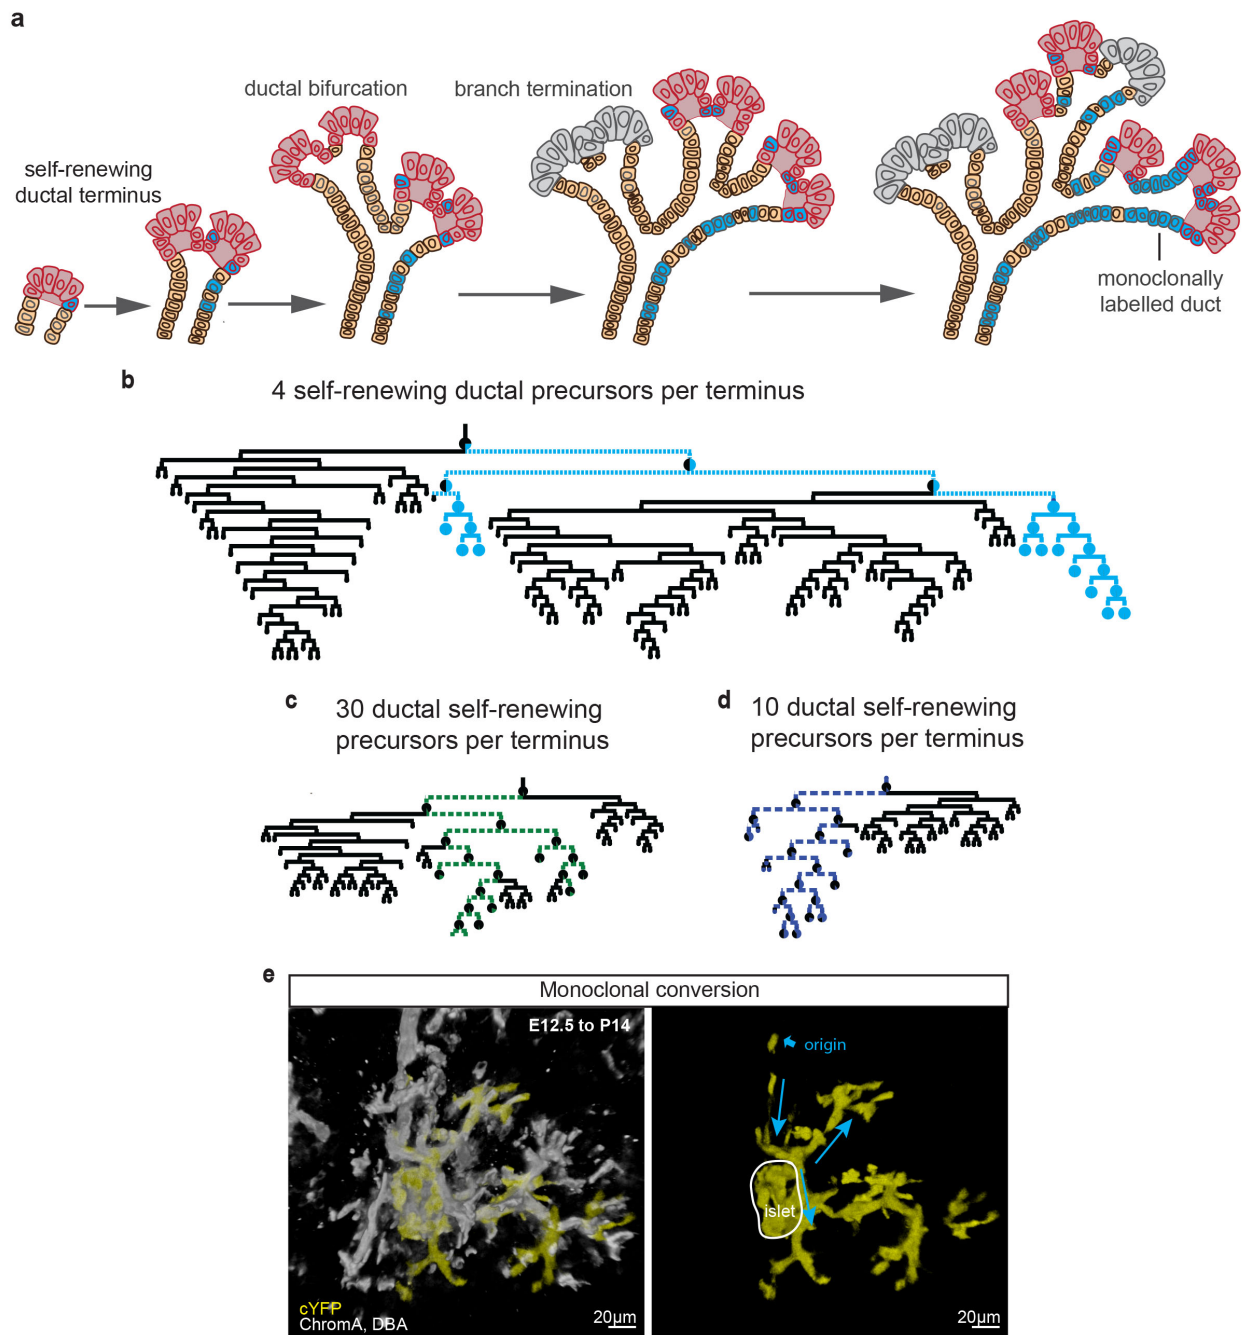 a
ductal bifurcation
branch termination
self-renewing
ductal terminus
monoclonally
labelled duct
b
4 self-renewing ductal precursors per terminus
c
30 ductal self-renewing
precursors per terminus
d
10 ductal self-renewing
precursors per terminus
e
Monoclonal conversion
E12.5 to P14
origin
islet
cYFP
ChromA, DBA
20µm
20µm